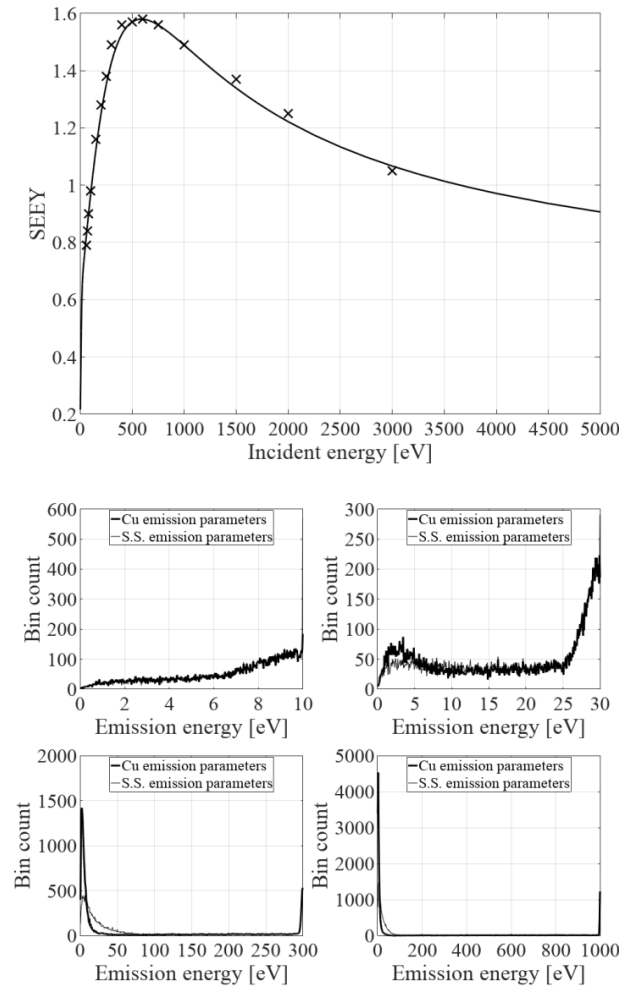 1.6
1.4
1.2
1
0.8
0.6
0.4
0.2
SEEY
0 500 1000 1500 2000 2500 3000 3500 4000 4500 5000
Incident energy [eV]
600
500
400
300
200
100
0
Bin count
Cu emission parameters
S.S. emission parameters
0 2 4 6 8 10
Emission energy [eV]
300
250
200
150
100
50
0
Bin count
Cu emission parameters
S.S. emission parameters
0 5 10 15 20 25 30
Emission energy [eV]
2000
1500
1000
500
0
Bin count
Cu emission parameters
S.S. emission parameters
0 50 100 150 200 250 300
Emission energy [eV]
5000
4000
3000
2000
1000
0
Bin count
Cu emission parameters
S.S. emission parameters
0 200 400 600 800 1000
Emission energy [eV]